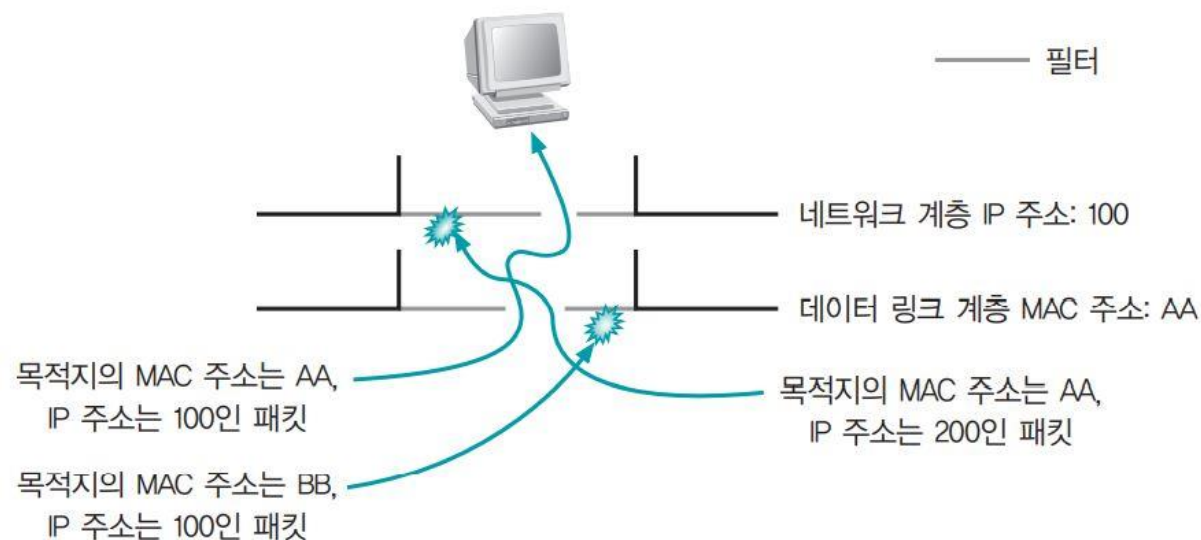 필터
네트워크 계층 IP 주소: 100
데이터 링크 계층 MAC 주소: AA
목적지의 MAC 주소는 AA,
IP 주소는 100인 패킷
목적지의 MAC 주소는 AA,
IP 주소는 200인 패킷
목적지의 MAC 주소는 BB,
IP 주소는 100인 패킷